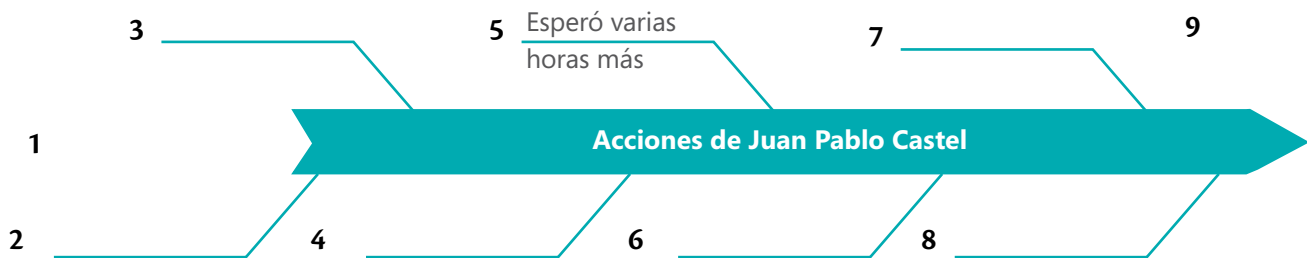 3
5 Esperó varias
horas más
7
9
1
Acciones de Juan Pablo Castel
2
4
6
8